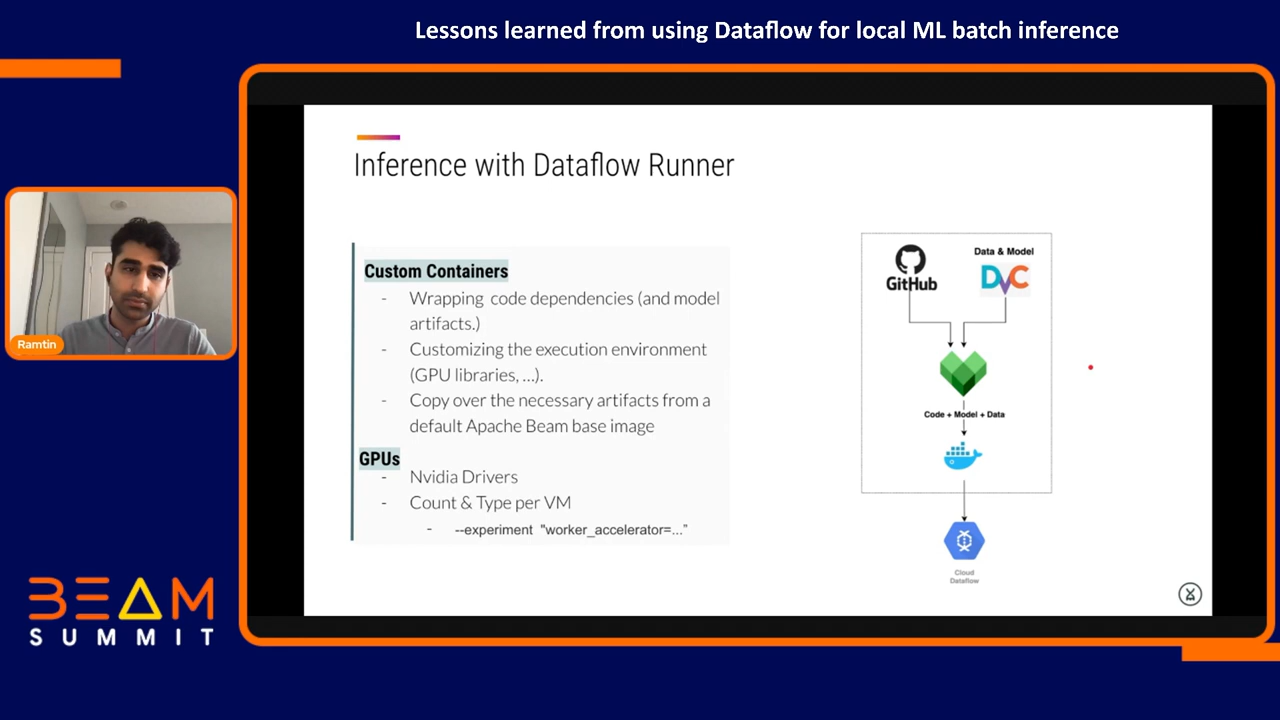 Lessons learned from using Dataflow for local ML batch inference
Inference with Dataflow Runner
Custom Containers
- Wrapping code dependencies (and model
artifacts.)
- Customizing the execution environment
(GPU libraries, ...).
- Copy over the necessary artifacts from a
default Apache Beam base image
GPUs
- Nvidia Drivers
- Count & Type per VM
- --experiment "worker_accelerator=..."
GitHub
Data & Model
DVC
Code + Model + Data
Cloud
Dataflow
Ramtin
BEAM
SUMMIT